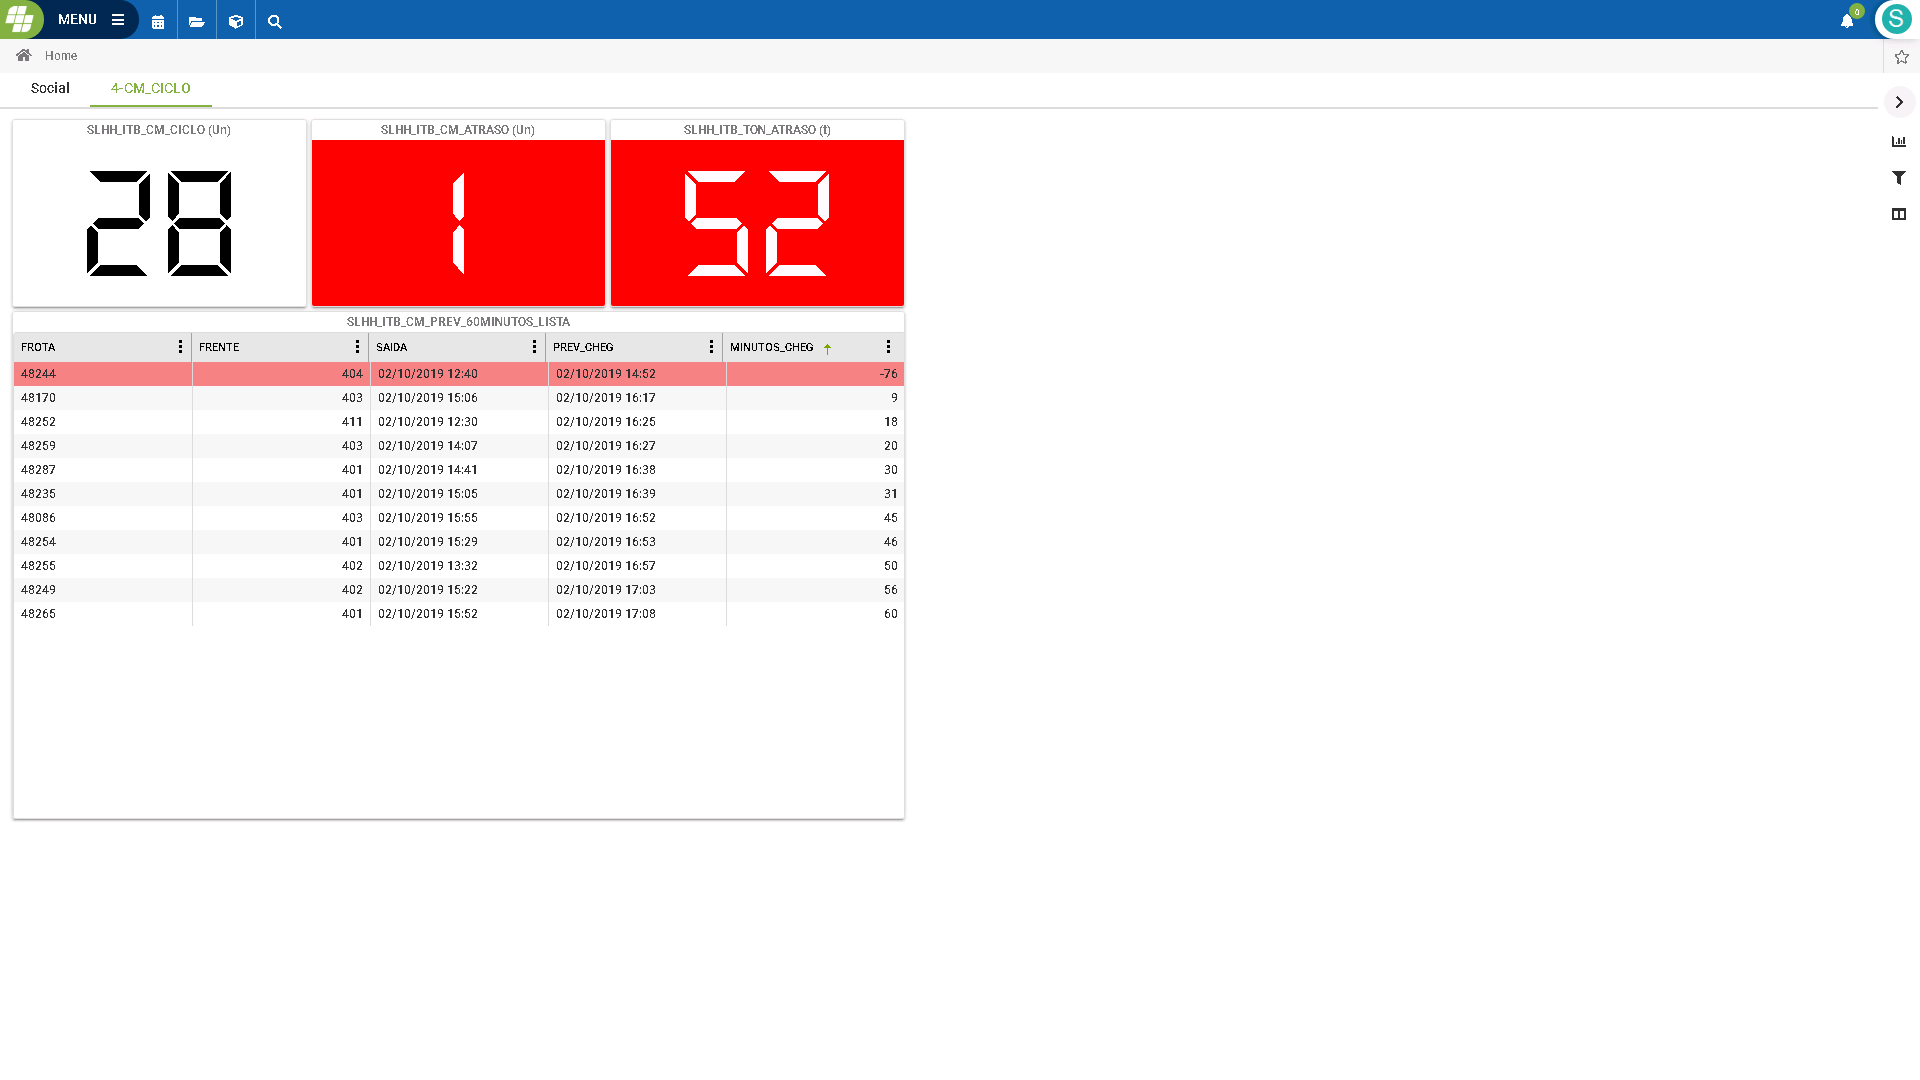 MENU
0
S
Home
Social
4-CM_CICLO
SLHH_ITB_CM_CICLO (Un)
28
SLHH_ITB_CM_ATRASO (Un)
1
SLHH_ITB_TON_ATRASO (t)
52
SLHH_ITB_CM_PREV_60MINUTOS_LISTA
FROTA FRENTE SAIDA PREV_CHEG MINUTOS_CHEG
48244 404 02/10/2019 12:40 02/10/2019 14:52 -76
48170 403 02/10/2019 15:06 02/10/2019 16:17 9
48252 411 02/10/2019 12:30 02/10/2019 16:25 18
48259 403 02/10/2019 14:07 02/10/2019 16:27 20
48287 401 02/10/2019 14:41 02/10/2019 16:38 30
48235 401 02/10/2019 15:05 02/10/2019 16:39 31
48086 403 02/10/2019 15:55 02/10/2019 16:52 45
48254 401 02/10/2019 15:29 02/10/2019 16:53 46
48255 402 02/10/2019 13:32 02/10/2019 16:57 50
48249 402 02/10/2019 15:22 02/10/2019 17:03 56
48265 401 02/10/2019 15:52 02/10/2019 17:08 60